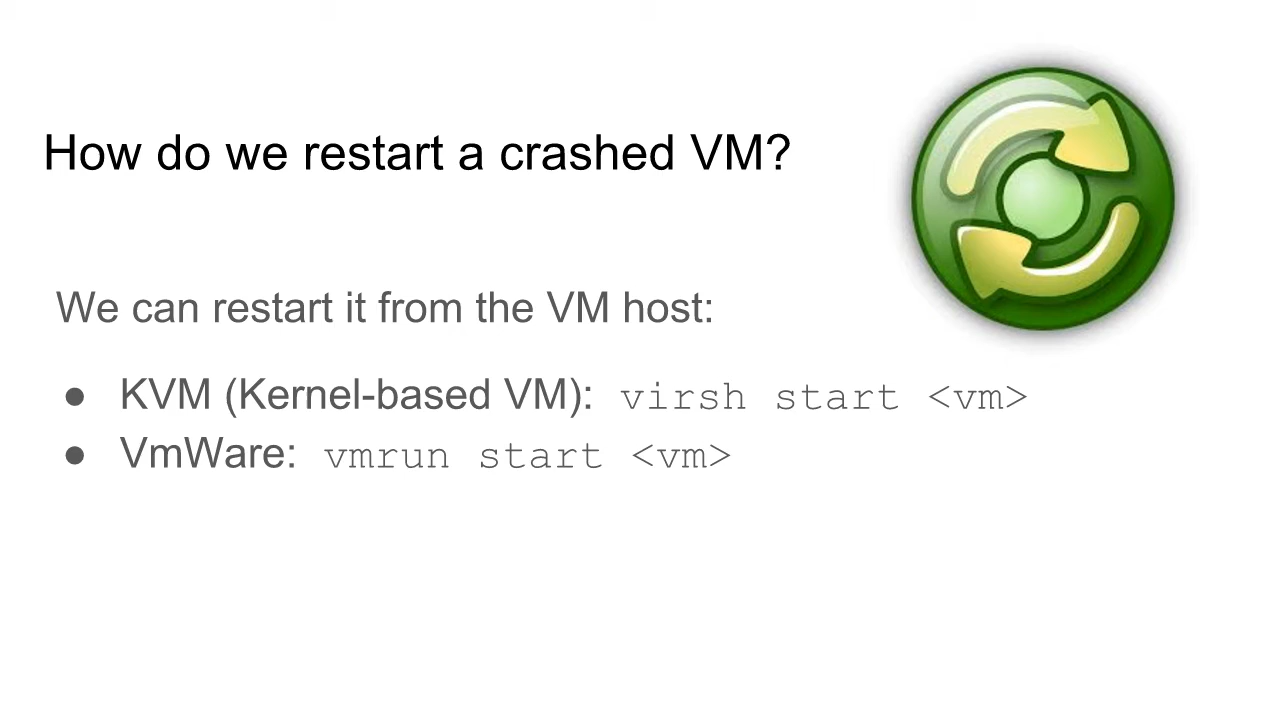 How do we restart a crashed VM?
We can restart it from the VM host:
● KVM (Kernel-based VM): virsh start <vm>
● VmWare: vmrun start <vm>